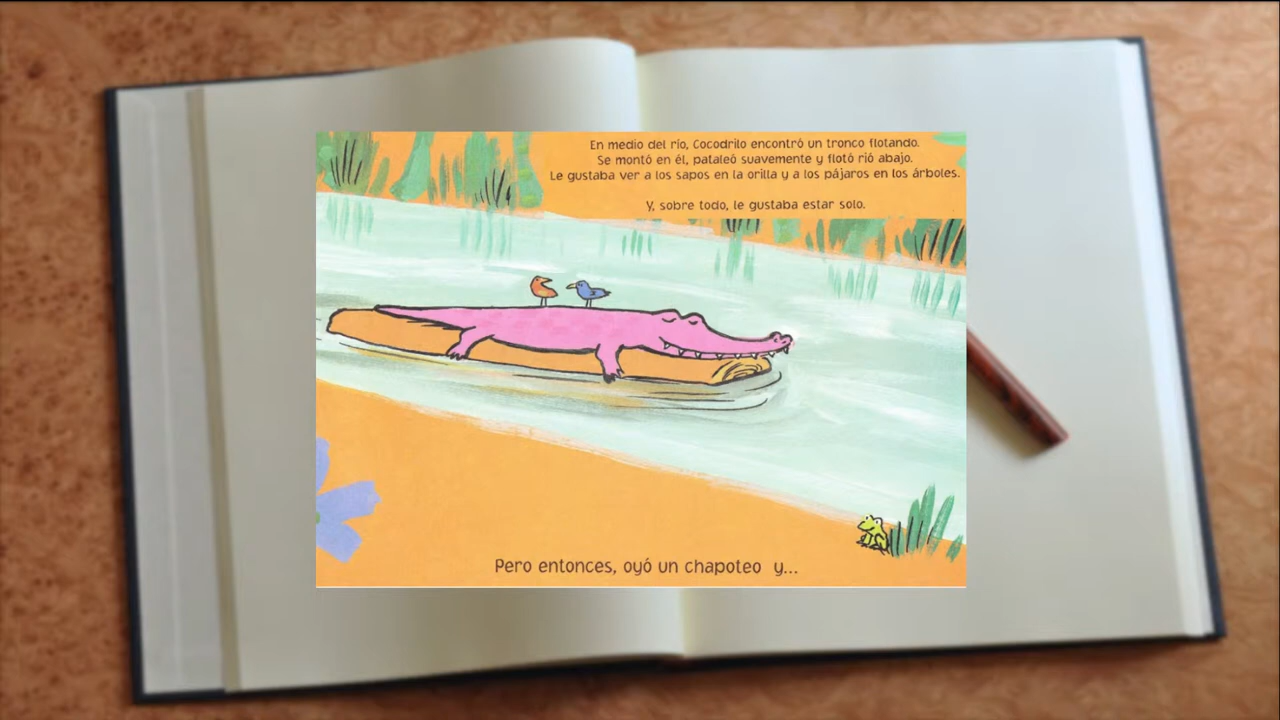 En medio del río, Cocodrilo encontró un tronco flotando.
Se montó en él, pataleó suavemente y flotó rió abajo.
Le gustaba ver a los sapos en la orilla y a los pájaros en los árboles.
Y, sobre todo, le gustaba estar solo.
Pero entonces, oyó un chapoteo y...